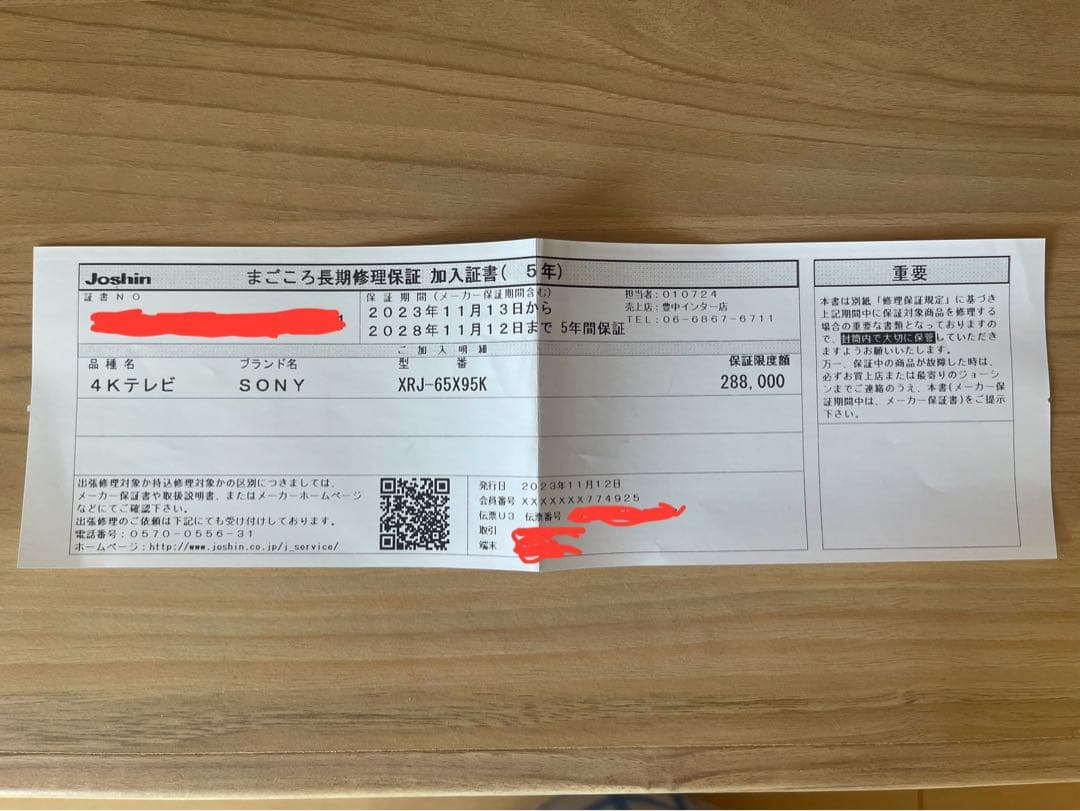 Joshin
まごころ長期修理保証 加入証書( 5年)
証書NO
1
保証期間(メーカー保証期間含む)
2023年11月13日から
2028年11月12日まで 5年間保証
担当者:010724
売上店:豊中インター店
TEL:06-6867-6711
ご加入明細
品種名 ブランド名 型番 保証限度額
4Kテレビ SONY XRJ-65X95K 288,000
出張修理対象か持込修理対象かの区別につきましては、
メーカー保証書や取扱説明書、またはメーカーホームページ
などにてご確認下さい。
出張修理のご依頼は下記にても受け付けしております。
電話番号:0570-0556-31
ホームページ:http://www.joshin.co.jp/j_service/
発行日 2023年11月12日
会員番号 XXXXXXX774925
伝票U3 伝票番号
取引
端末
重要
本書は別紙「修理保証規定」に基づき
上記期間中に保証対象商品を修理する
場合の重要な書類となっておりますの
で、封筒内で大切に保管していただき
ますようお願いいたします。
万一、保証中の商品が故障した時は、
必ずお買上店または最寄りのジョーシ
ンまでご連絡のうえ、本書(メーカー保
証期間中は、メーカー保証書)をご提示
下さい。